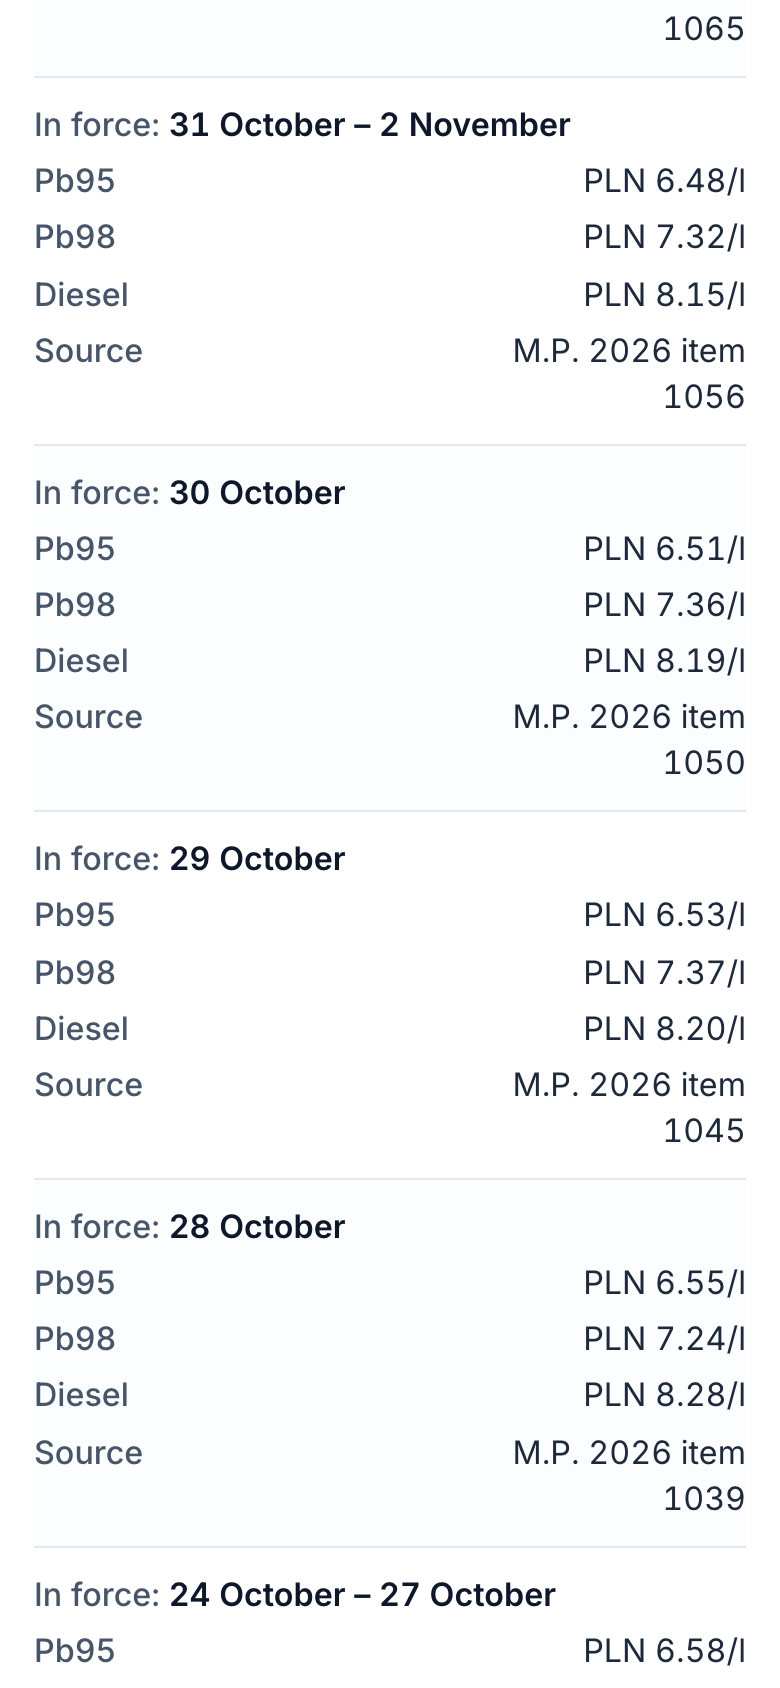 1065
In force: 31 October – 2 November
Pb95 PLN 6.48/l
Pb98 PLN 7.32/l
Diesel PLN 8.15/l
Source M.P. 2026 item
1056
In force: 30 October
Pb95 PLN 6.51/l
Pb98 PLN 7.36/l
Diesel PLN 8.19/l
Source M.P. 2026 item
1050
In force: 29 October
Pb95 PLN 6.53/l
Pb98 PLN 7.37/l
Diesel PLN 8.20/l
Source M.P. 2026 item
1045
In force: 28 October
Pb95 PLN 6.55/l
Pb98 PLN 7.24/l
Diesel PLN 8.28/l
Source M.P. 2026 item
1039
In force: 24 October – 27 October
Pb95 PLN 6.58/l